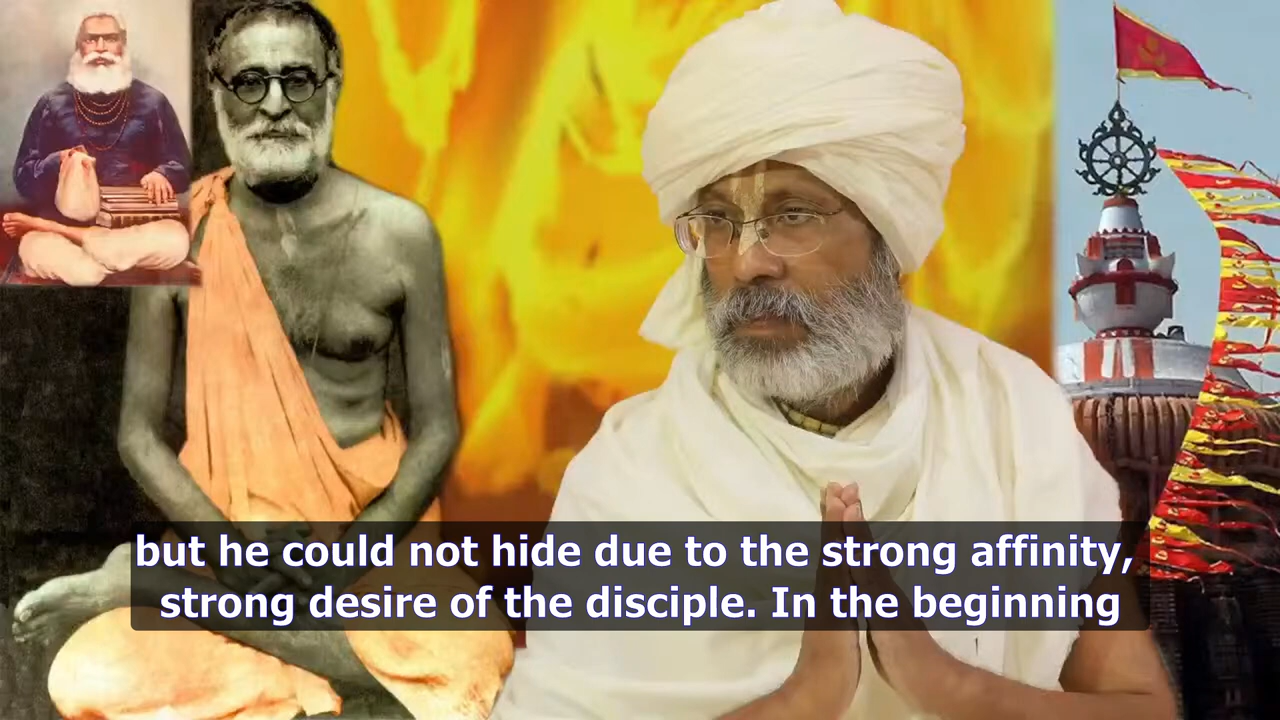 but he could not hide due to the strong affinity,
strong desire of the disciple. In the beginning